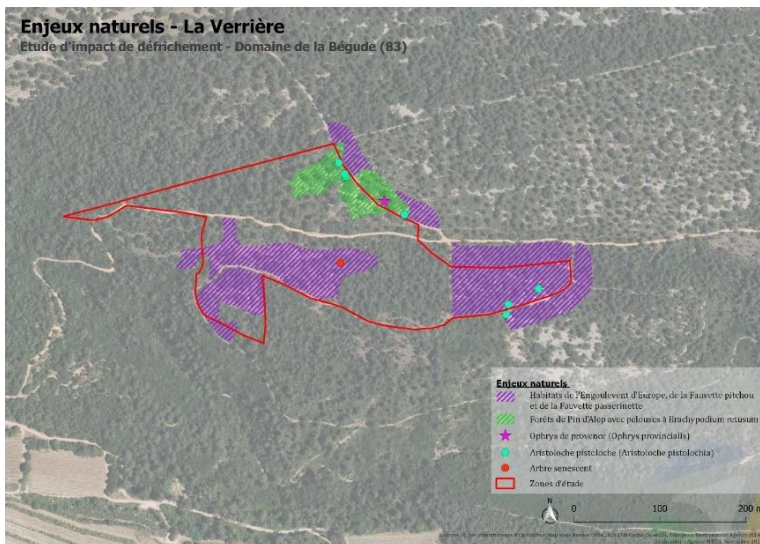 Enjeux naturels - La Verrière
Etude d'impact de défrichement - Domaine de la Bégude (83)
Enjeux naturels
Habitats de l'Engoulevent d'Europe, de la Fauvette pitchou
et de la Fauvette passerinette
Forêts de Pin d'Alep avec pelouses à Brachypodium retusum
Ophrys de provence (Ophrys provincialis)
Aristoloche pistoloche (Aristoloche pistolochia)
Arbre senescent
Zones d'étude
N
0 100 200 m